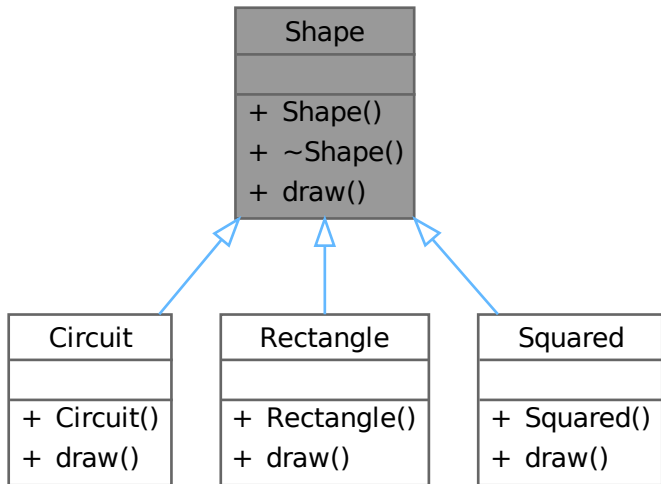 Shape
+ Shape()
+ ~Shape()
+ draw()
Circuit
+ Circuit()
+ draw()
Rectangle
+ Rectangle()
+ draw()
Squared
+ Squared()
+ draw()